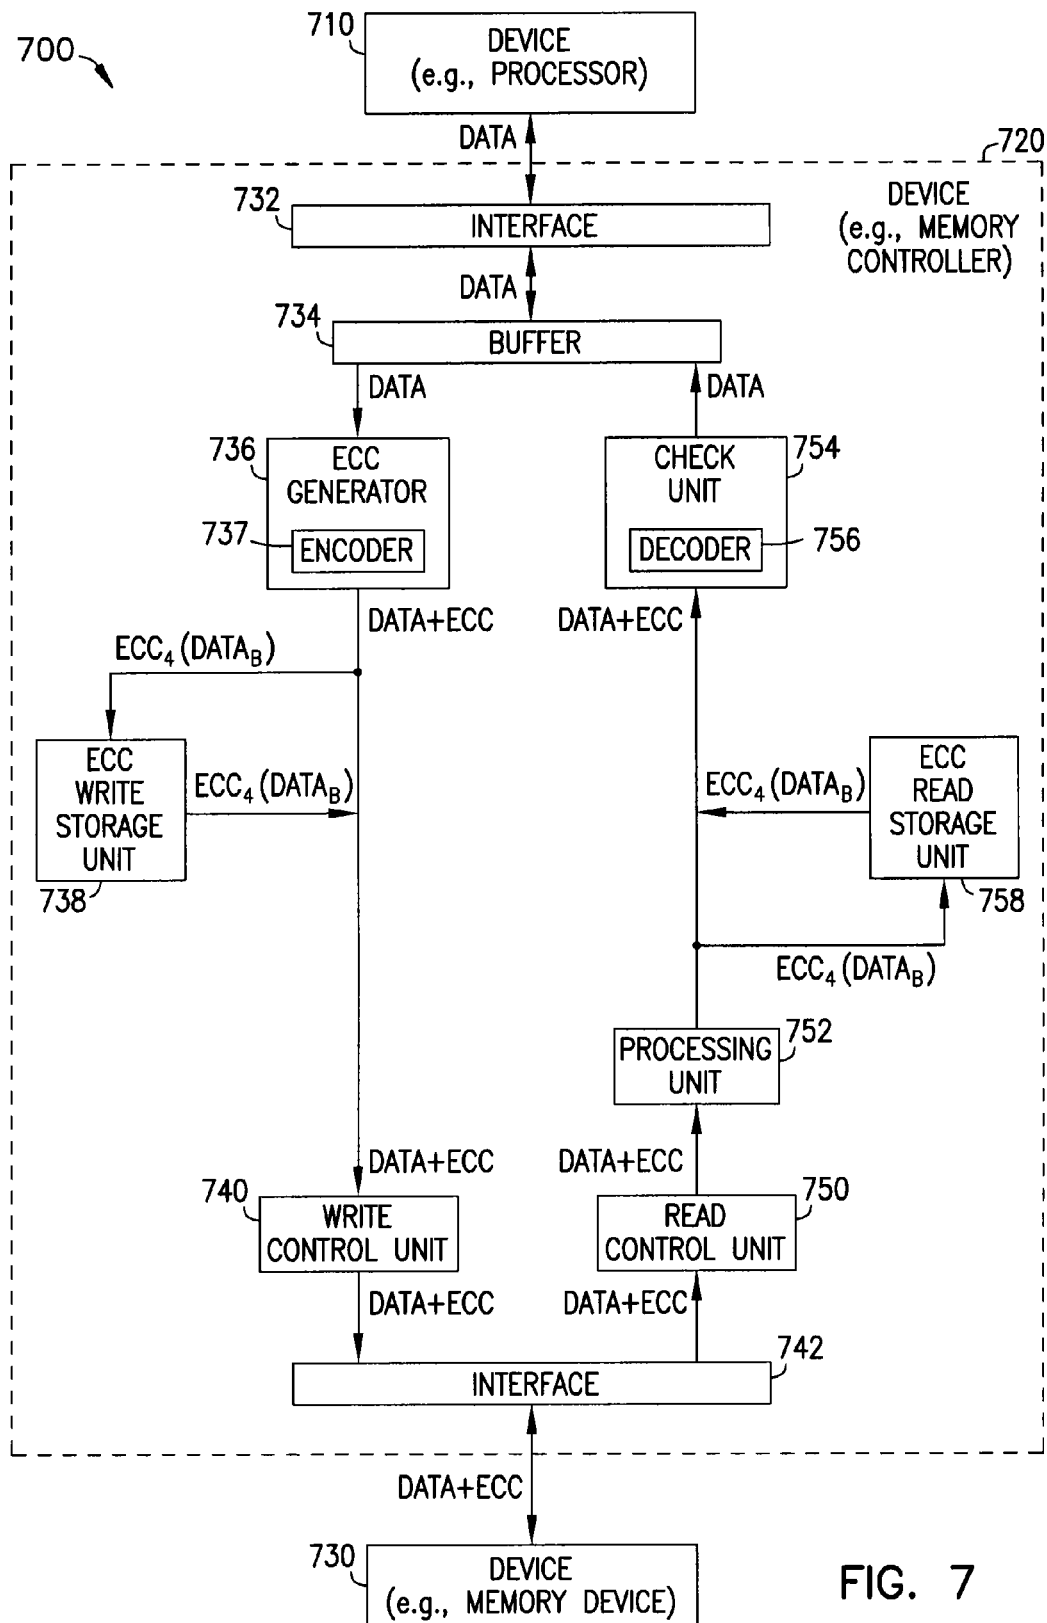 700
710
DEVICE
(e.g., PROCESSOR)
DATA
720
DEVICE
(e.g., MEMORY
CONTROLLER)
732
INTERFACE
DATA
734
BUFFER
DATA
DATA
736
ECC
GENERATOR
737
ENCODER
CHECK
UNIT
754
DECODER
756
DATA+ECC
DATA+ECC
ECC4(DATAB)
ECC
WRITE
STORAGE
UNIT
738
ECC4(DATAB)
ECC4(DATAB)
ECC
READ
STORAGE
UNIT
758
ECC4(DATAB)
PROCESSING
UNIT
752
DATA+ECC
DATA+ECC
740
WRITE
CONTROL UNIT
READ
CONTROL UNIT
750
DATA+ECC
DATA+ECC
742
INTERFACE
DATA+ECC
730
DEVICE
(e.g., MEMORY DEVICE)
FIG. 7